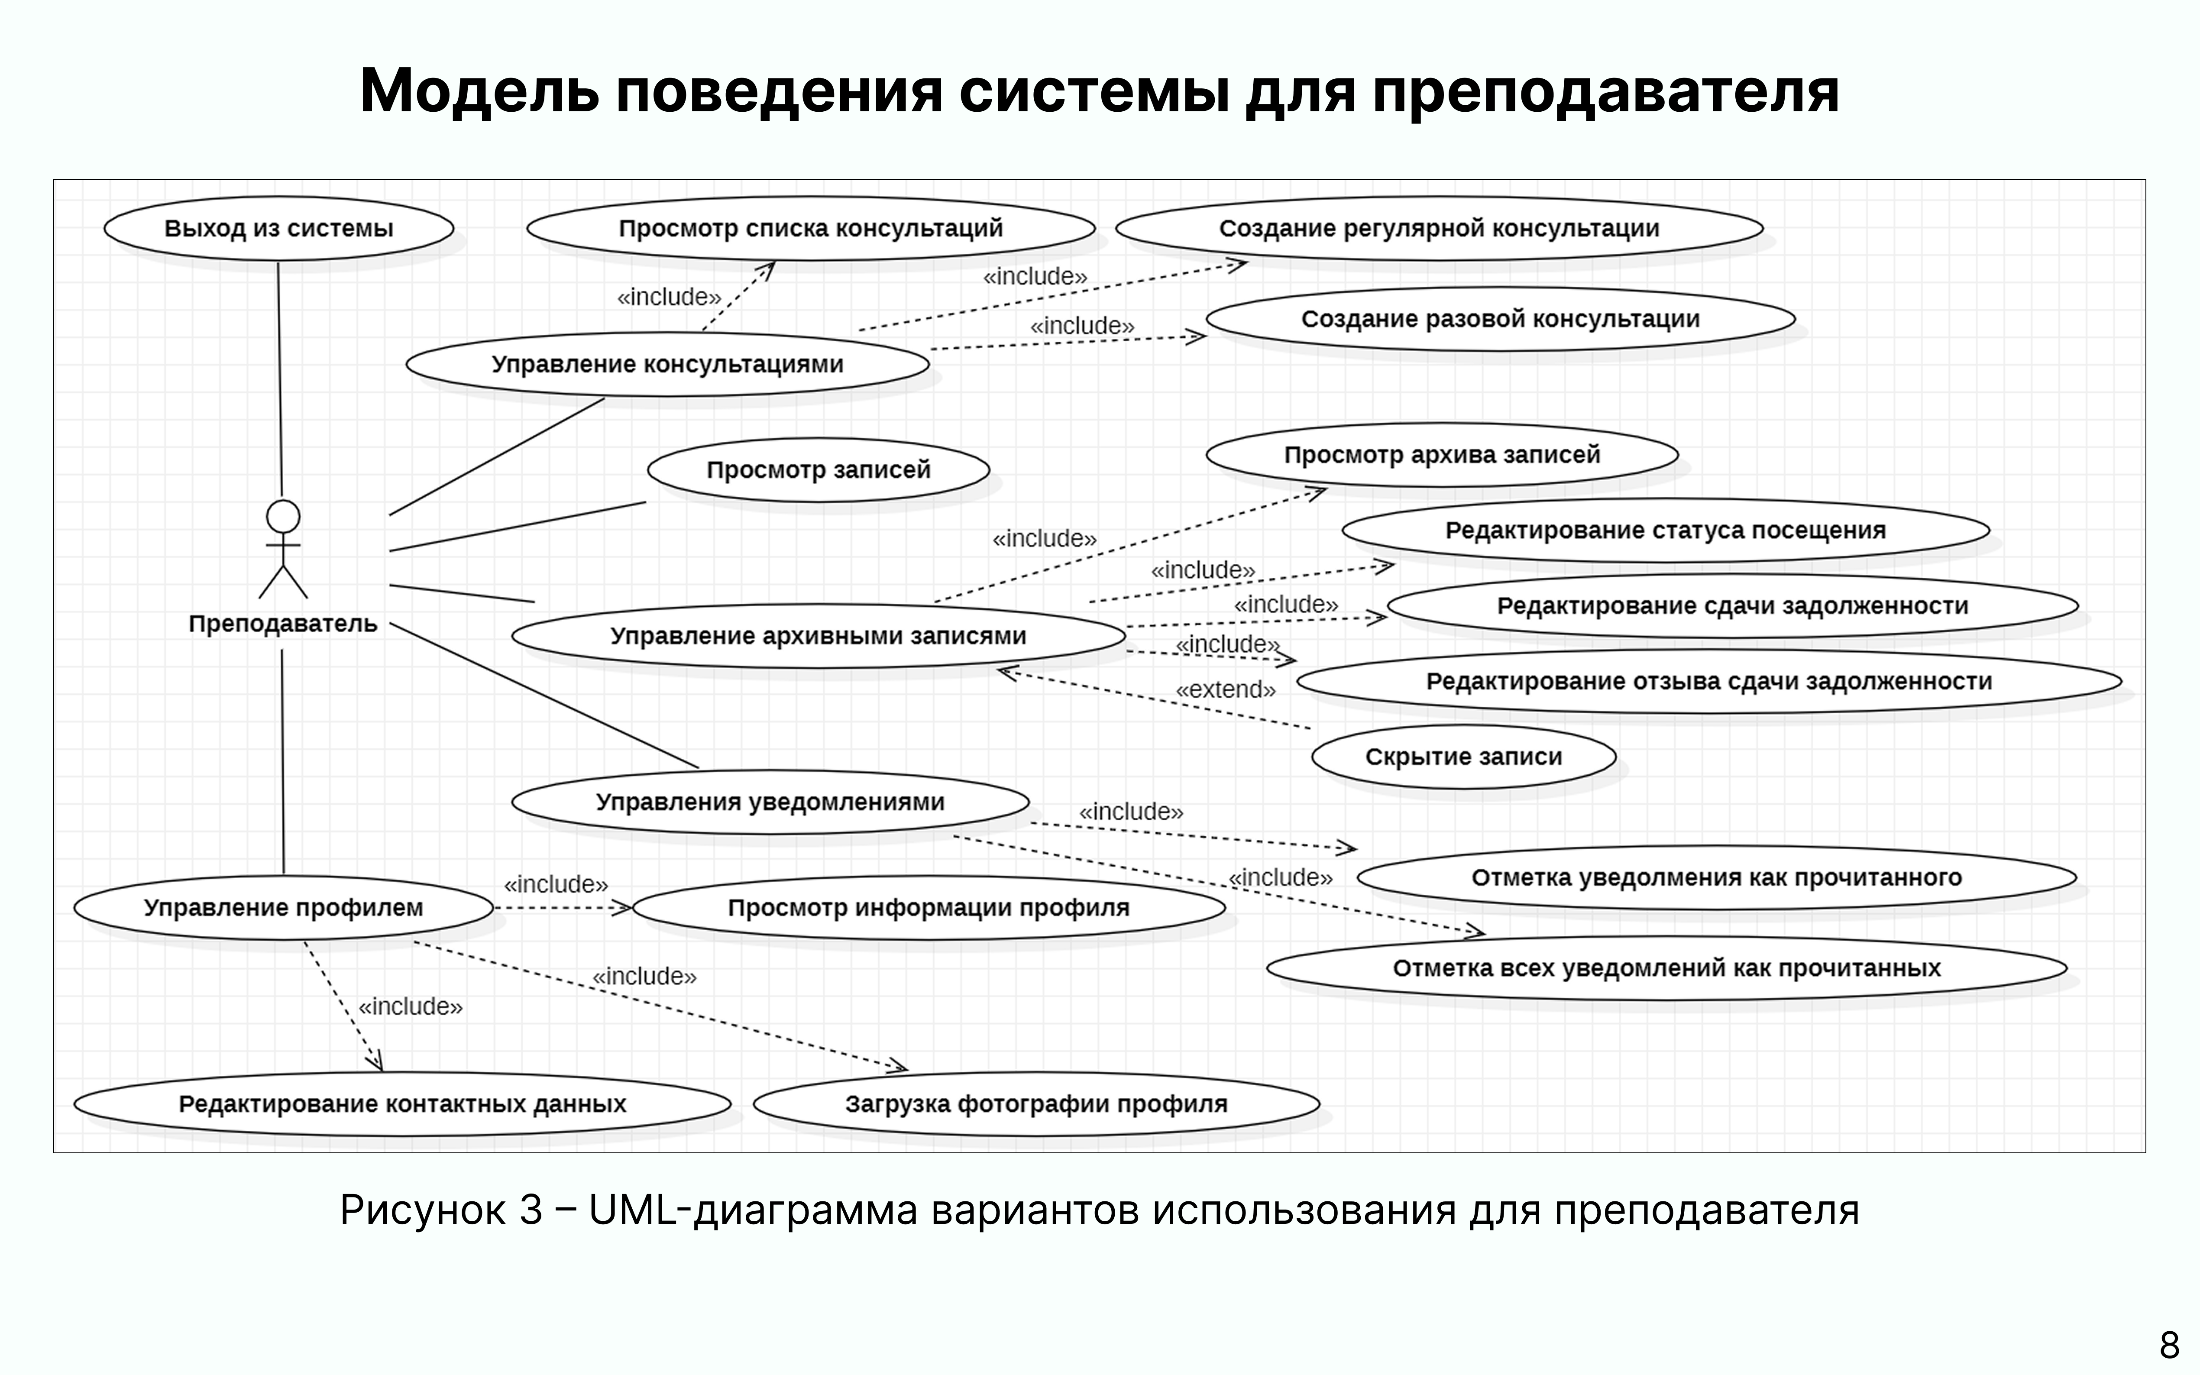 Модель поведения системы для преподавателя
Выход из системы
Просмотр списка консультаций
Создание регулярной консультации
«include»
«include»
Создание разовой консультации
«include»
Управление консультациями
Просмотр архива записей
Просмотр записей
Редактирование статуса посещения
«include»
«include»
Редактирование сдачи задолженности
«include»
Преподаватель
Управление архивными записями
«include»
Редактирование отзыва сдачи задолженности
«extend»
Скрытие записи
Управления уведомлениями
«include»
Отметка уведолмения как прочитанного
«include»
«include»
Управление профилем
Просмотр информации профиля
Отметка всех уведомлений как прочитанных
«include»
«include»
Редактирование контактных данных
Загрузка фотографии профиля
Рисунок 3 – UML-диаграмма вариантов использования для преподавателя
8